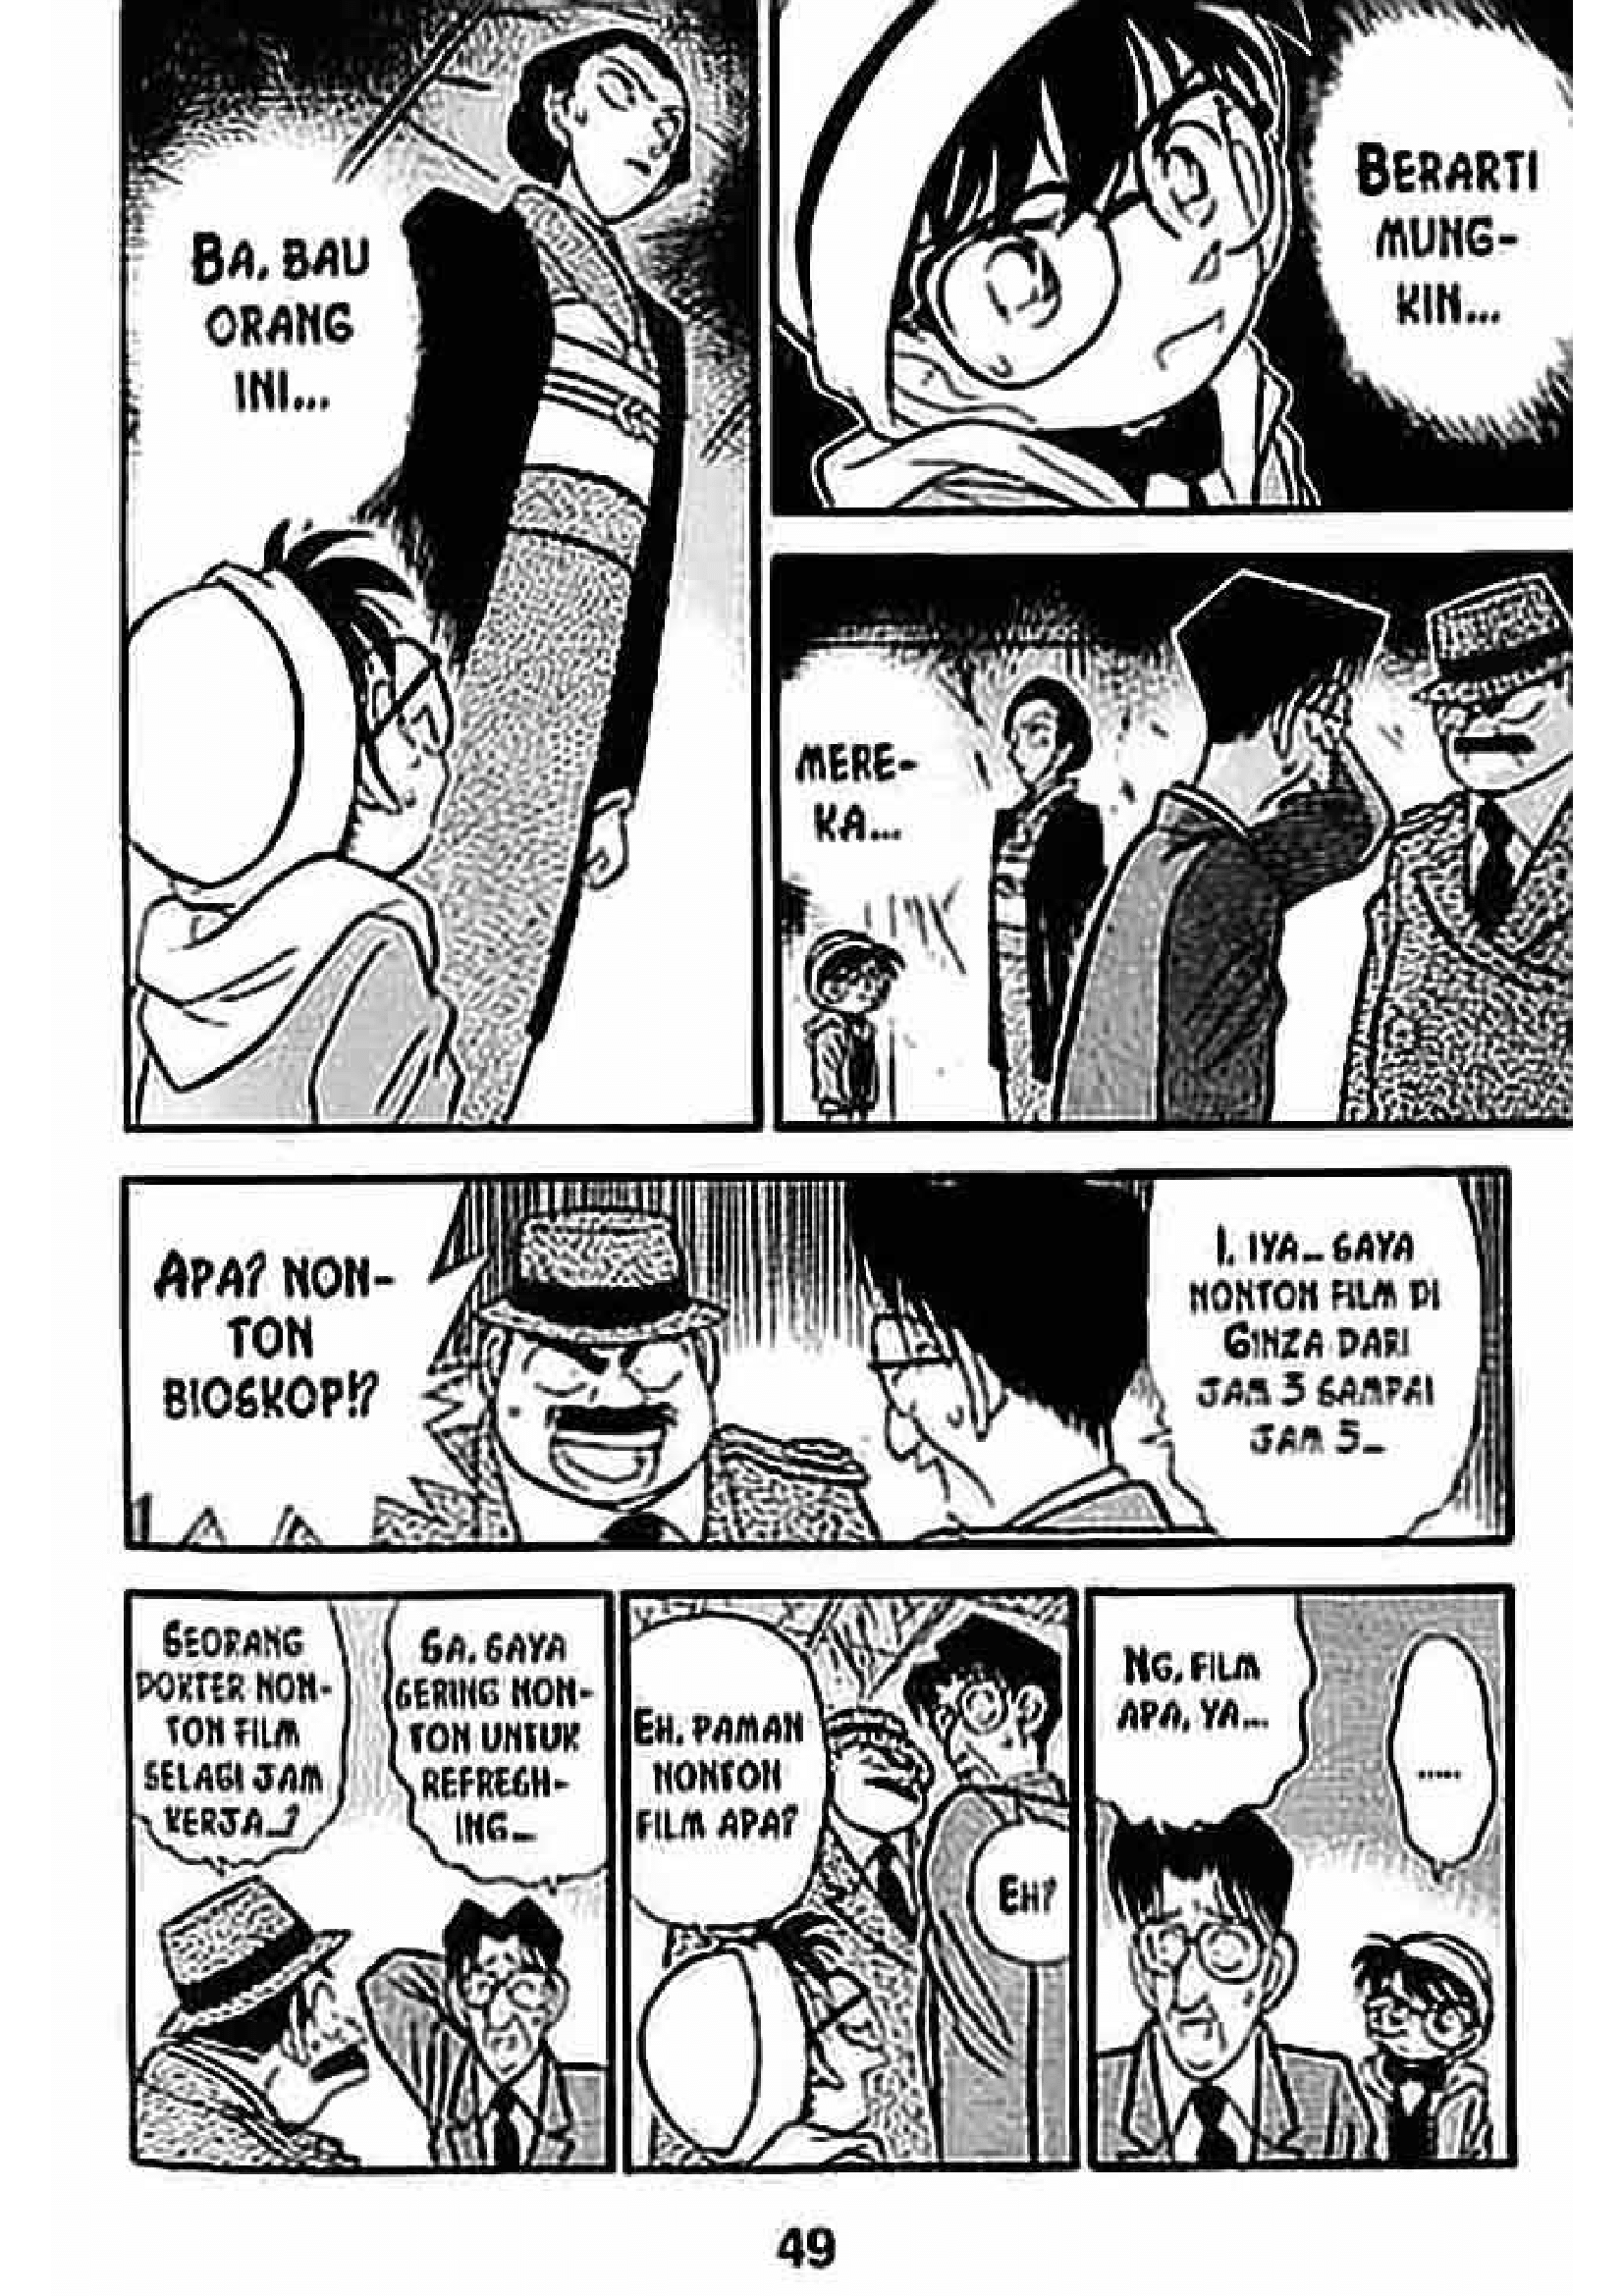 BA, BAU
ORANG
INI...
BERARTI
MUNG-
KIN...
MERE-
KA...
APA? NON-
TON
BIOSKOP!?
I, IYA... SAYA
NONTON FILM DI
GINZA DARI
JAM 3 SAMPAI
JAM 5...
SEORANG
DOKTER NON-
TON FILM
SELAGI JAM
KERJA...?
SA, SAYA
SERING NON-
TON UNTUK
REFRESH-
ING...
EH, PAMAN
NONTON
FILM APA?
EH?
NG, FILM
APA, YA...
.....
49